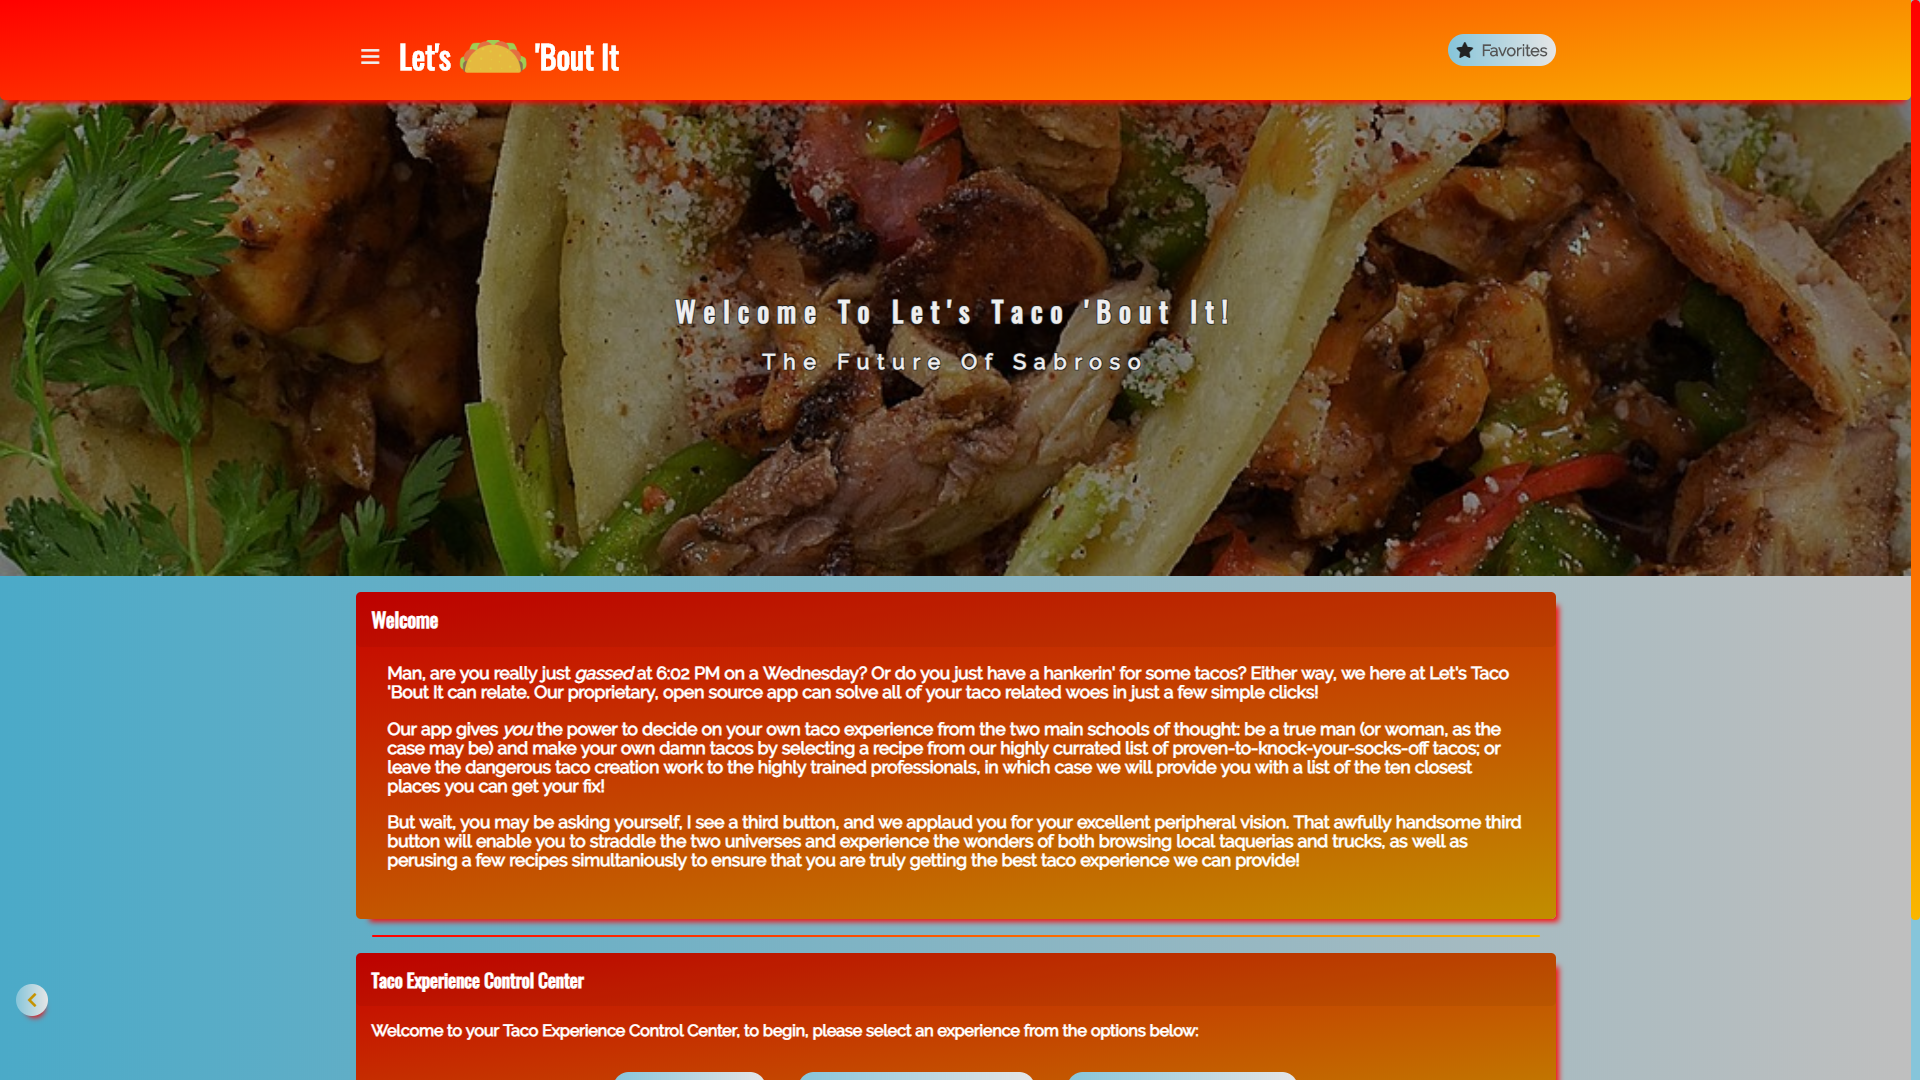 Let's 'Bout It
Favorites
Welcome To Let's Taco 'Bout It!
The Future Of Sabroso
Welcome
Man, are you really just gassed at 6:02 PM on a Wednesday? Or do you just have a hankerin' for some tacos? Either way, we here at Let's Taco
'Bout It can relate. Our proprietary, open source app can solve all of your taco related woes in just a few simple clicks!
Our app gives you the power to decide on your own taco experience from the two main schools of thought: be a true man (or woman, as the
case may be) and make your own damn tacos by selecting a recipe from our highly currated list of proven-to-knock-your-socks-off tacos; or
leave the dangerous taco creation work to the highly trained professionals, in which case we will provide you with a list of the ten closest
places you can get your fix!
But wait, you may be asking yourself, I see a third button, and we applaud you for your excellent peripheral vision. That awfully handsome third
button will enable you to straddle the two universes and experience the wonders of both browsing local taquerias and trucks, as well as
perusing a few recipes simultaniously to ensure that you are truly getting the best taco experience we can provide!
Taco Experience Control Center
Welcome to your Taco Experience Control Center, to begin, please select an experience from the options below: